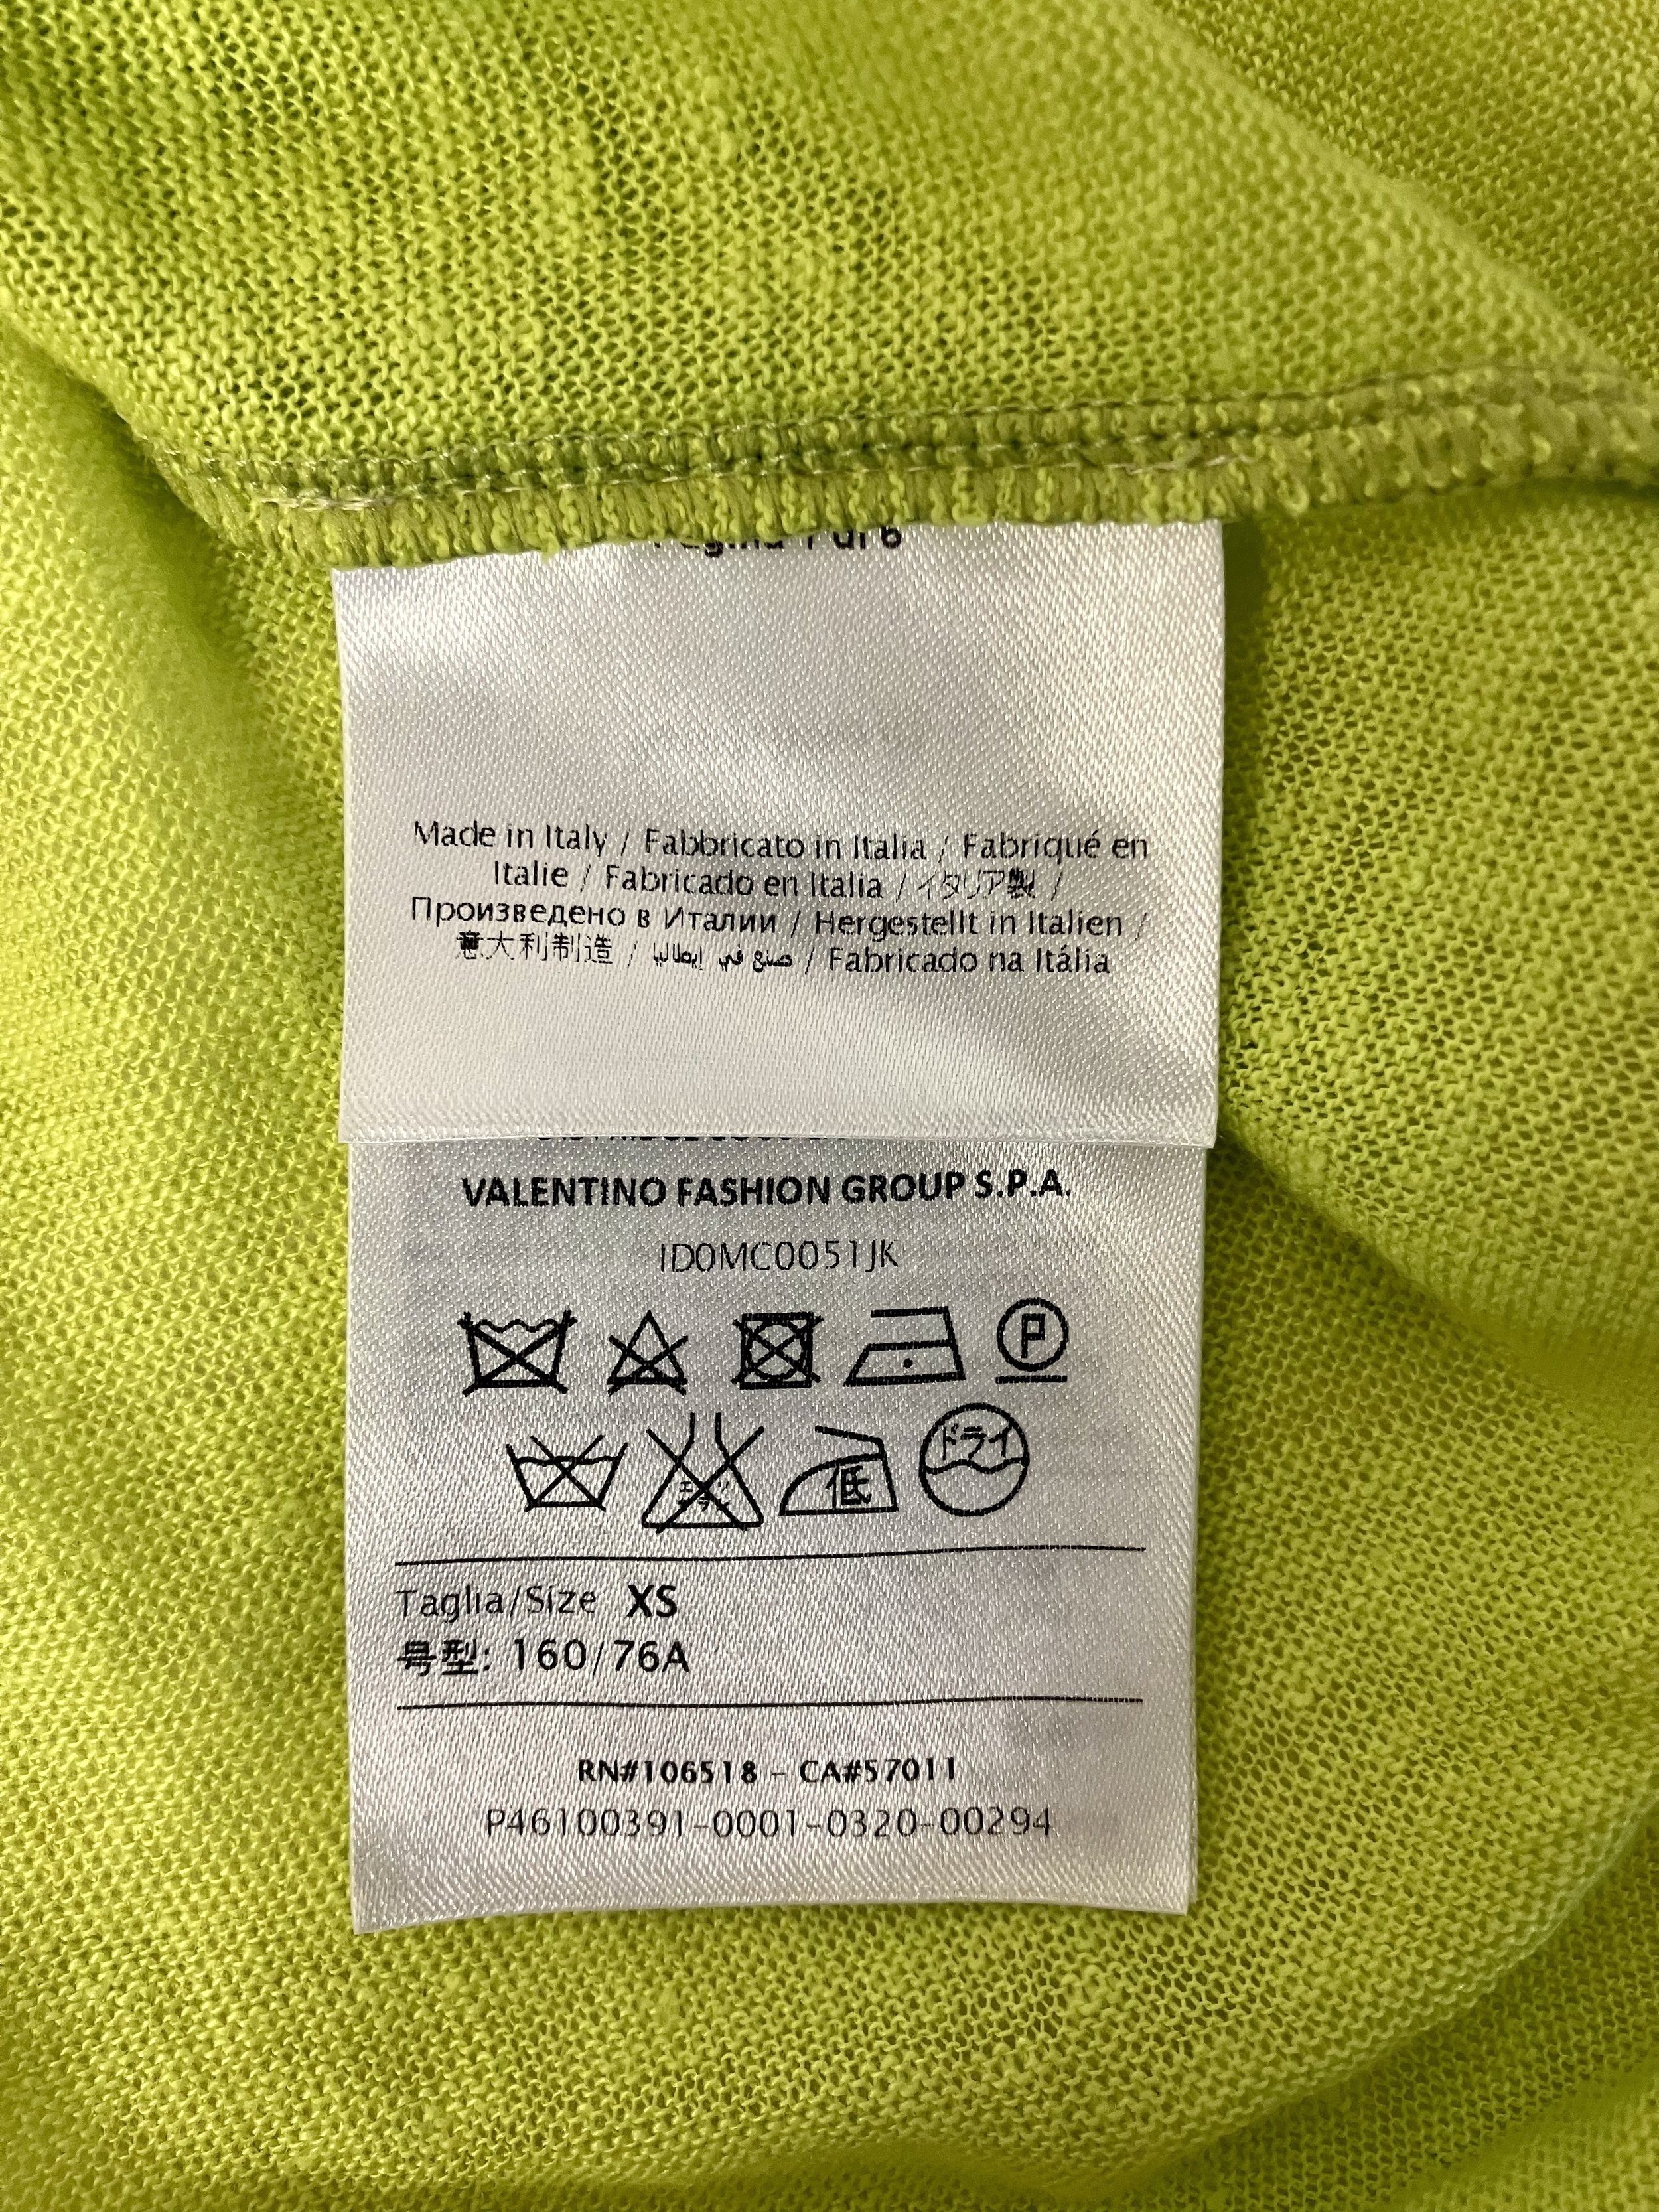 Made in Italy / Fabbricato in Italia / Fabriqué en
Italie / Fabricado en Italia / イタリア製 /
Произведено в Италии / Hergestellt in Italien /
意大利制造 / صنع في إيطاليا / Fabricado na Itália
VALENTINO FASHION GROUP S.P.A.
ID0MC0051JK
P
ドライ
低
Taglia/Size XS
号型: 160/76A
RN#106518 - CA#57011
P46100391-0001-0320-00294